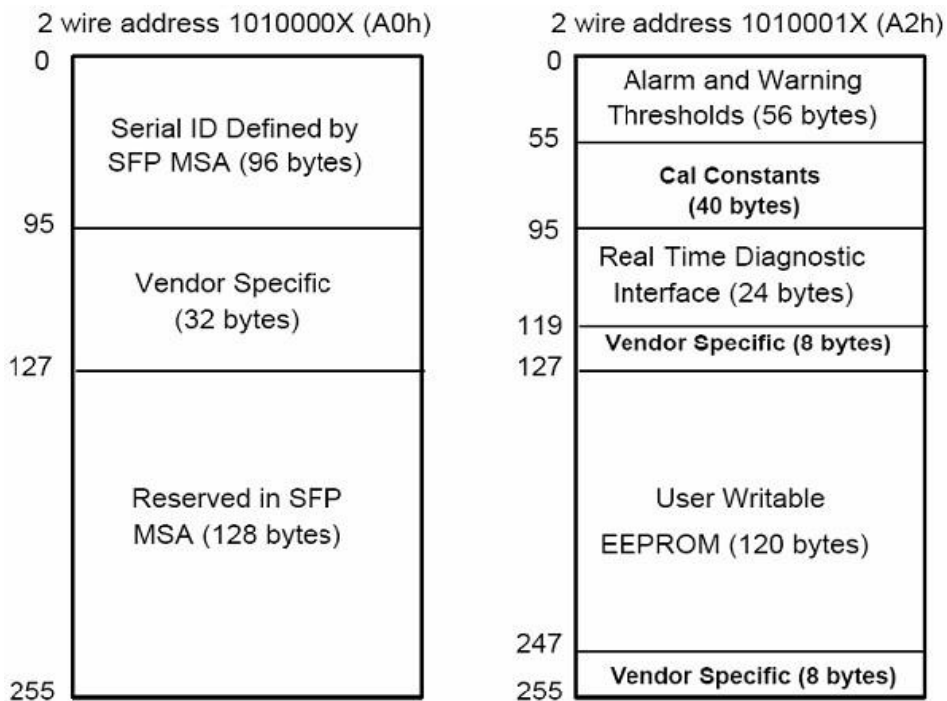 2 wire address 1010000X (A0h)
0
Serial ID Defined by
SFP MSA (96 bytes)
95
Vendor Specific
(32 bytes)
127
Reserved in SFP
MSA (128 bytes)
255
2 wire address 1010001X (A2h)
0
Alarm and Warning
Thresholds (56 bytes)
55
Cal Constants
(40 bytes)
95
Real Time Diagnostic
Interface (24 bytes)
119
Vendor Specific (8 bytes)
127
User Writable
EEPROM (120 bytes)
247
Vendor Specific (8 bytes)
255